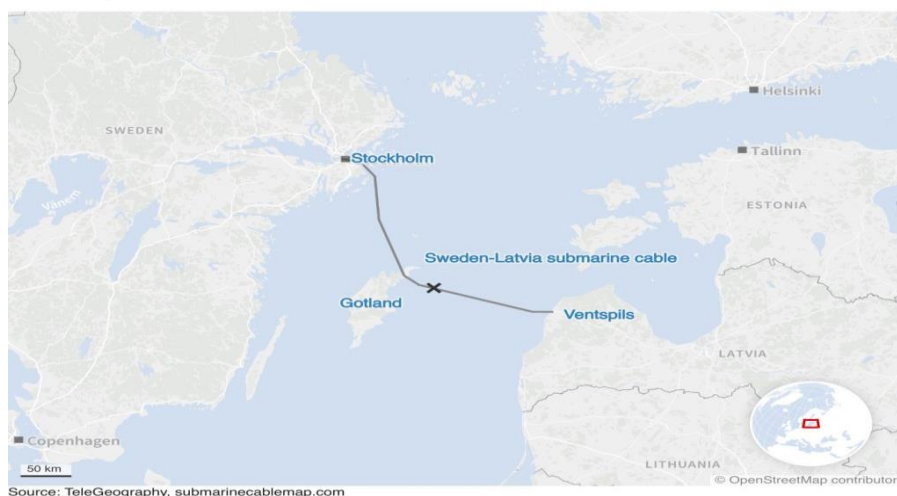 Helsinki
SWEDEN
Stockholm
Tallinn
Vänern
ESTONIA
Sweden-Latvia submarine cable
Gotland
Ventspils
LATVIA
Copenhagen
50 km
LITHUANIA
© OpenStreetMap contributor
Source: TeleGeography, submarinecablemap.com